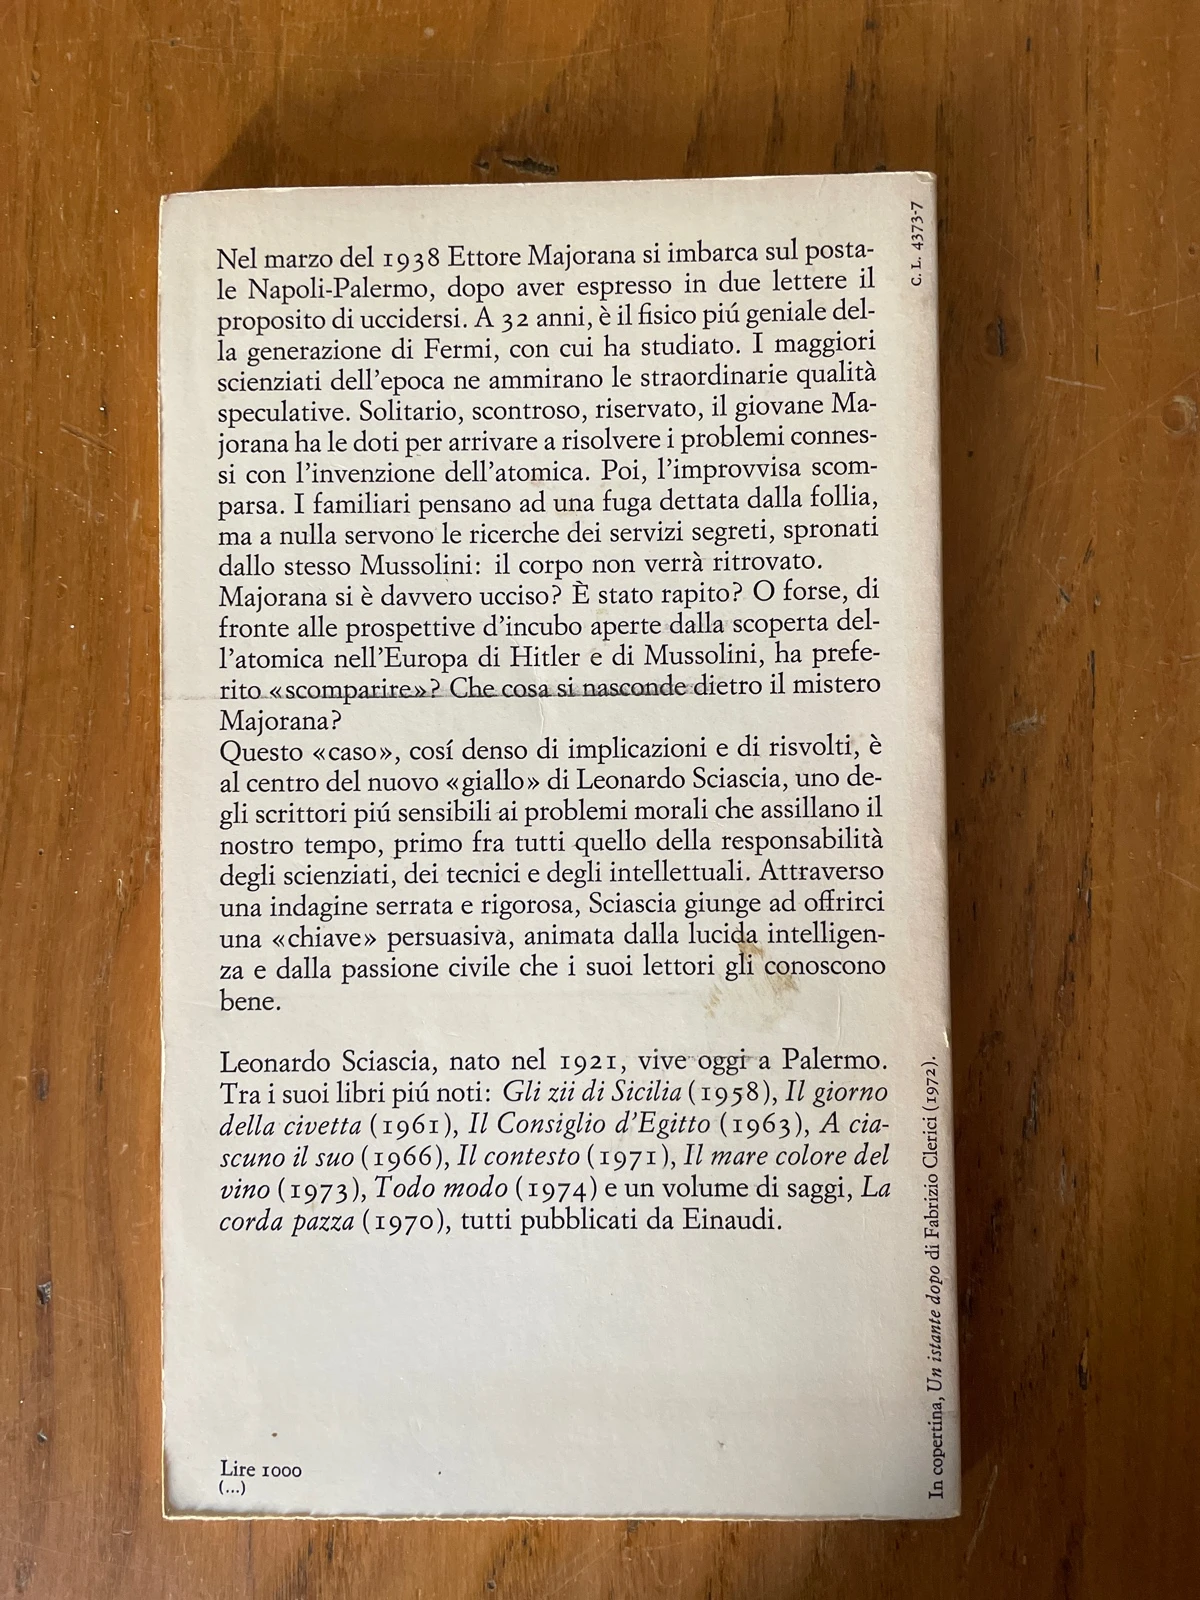 Nel marzo del 1938 Ettore Majorana si imbarca sul posta-
le Napoli-Palermo, dopo aver espresso in due lettere il
proposito di uccidersi. A 32 anni, è il fisico piú geniale del-
la generazione di Fermi, con cui ha studiato. I maggiori
scienziati dell'epoca ne ammirano le straordinarie qualità
speculative. Solitario, scontroso, riservato, il giovane Ma-
jorana ha le doti per arrivare a risolvere i problemi connes-
si con l'invenzione dell'atomica. Poi, l'improvvisa scom-
parsa. I familiari pensano ad una fuga dettata dalla follia,
ma a nulla servono le ricerche dei servizi segreti, spronati
dallo stesso Mussolini: il corpo non verrà ritrovato.
Majorana si è davvero ucciso? È stato rapito? O forse, di
fronte alle prospettive d'incubo aperte dalla scoperta del-
l'atomica nell'Europa di Hitler e di Mussolini, ha prefe-
rito «scomparire»? Che cosa si nasconde dietro il mistero
Majorana?
Questo «caso», cosí denso di implicazioni e di risvolti, è
al centro del nuovo «giallo» di Leonardo Sciascia, uno de-
gli scrittori piú sensibili ai problemi morali che assillano il
nostro tempo, primo fra tutti quello della responsabilità
degli scienziati, dei tecnici e degli intellettuali. Attraverso
una indagine serrata e rigorosa, Sciascia giunge ad offrirci
una «chiave» persuasiva, animata dalla lucida intelligen-
za e dalla passione civile che i suoi lettori gli conoscono
bene.
Leonardo Sciascia, nato nel 1921, vive oggi a Palermo.
Tra i suoi libri piú noti: Gli zii di Sicilia (1958), Il giorno
della civetta (1961), Il Consiglio d'Egitto (1963), A cia-
scuno il suo (1966), Il contesto (1971), Il mare colore del
vino (1973), Todo modo (1974) e un volume di saggi, La
corda pazza (1970), tutti pubblicati da Einaudi.
Lire 1000
(...)
C. L. 4373-7
In copertina, Un istante dopo di Fabrizio Clerici (1972).